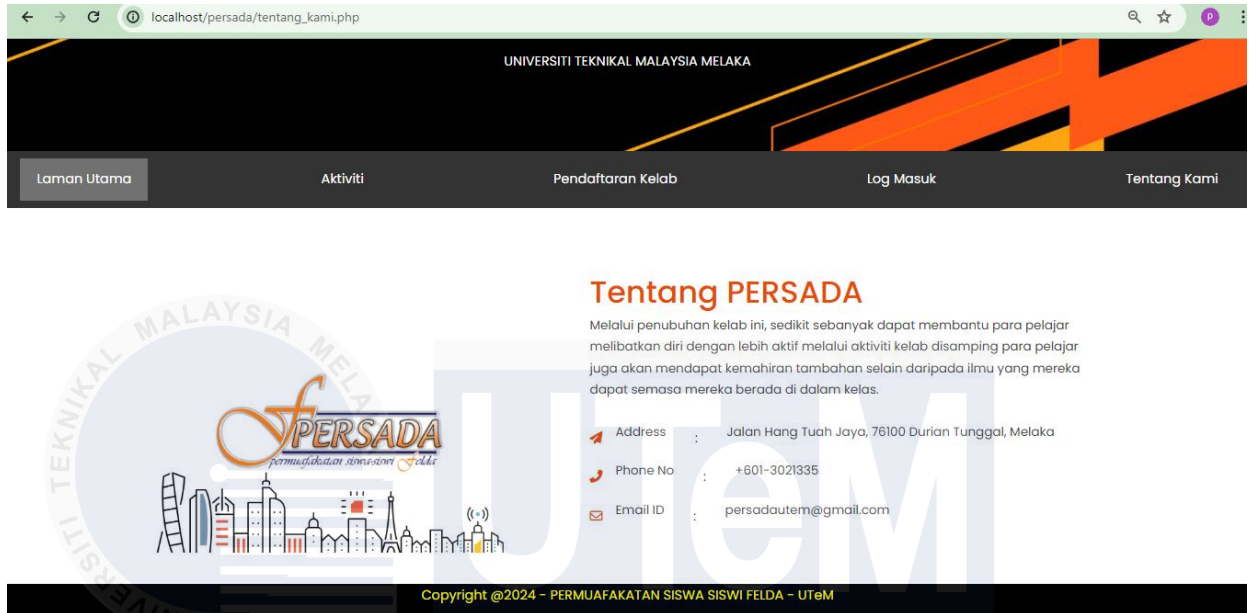 localhost/persada/tentang_kami.php
P
UNIVERSITI TEKNIKAL MALAYSIA MELAKA
Laman Utama Aktiviti Pendaftaran Kelab Log Masuk Tentang Kami
Tentang PERSADA
Melalui penubuhan kelab ini, sedikit sebanyak dapat membantu para pelajar
melibatkan diri dengan lebih aktif melalui aktiviti kelab disamping para pelajar
juga akan mendapat kemahiran tambahan selain daripada ilmu yang mereka
dapat semasa mereka berada di dalam kelas.
Address : Jalan Hang Tuah Jaya, 76100 Durian Tunggal, Melaka
Phone No : +601-3021335
Email ID : persadautem@gmail.com
fPERSADA
permuafakatan siswa-siswi Felda
UNIVERSITI TEKNIKAL MALAYSIA MELAKA
UTeM
Copyright @2024 - PERMUAFAKATAN SISWA SISWI FELDA - UTeM